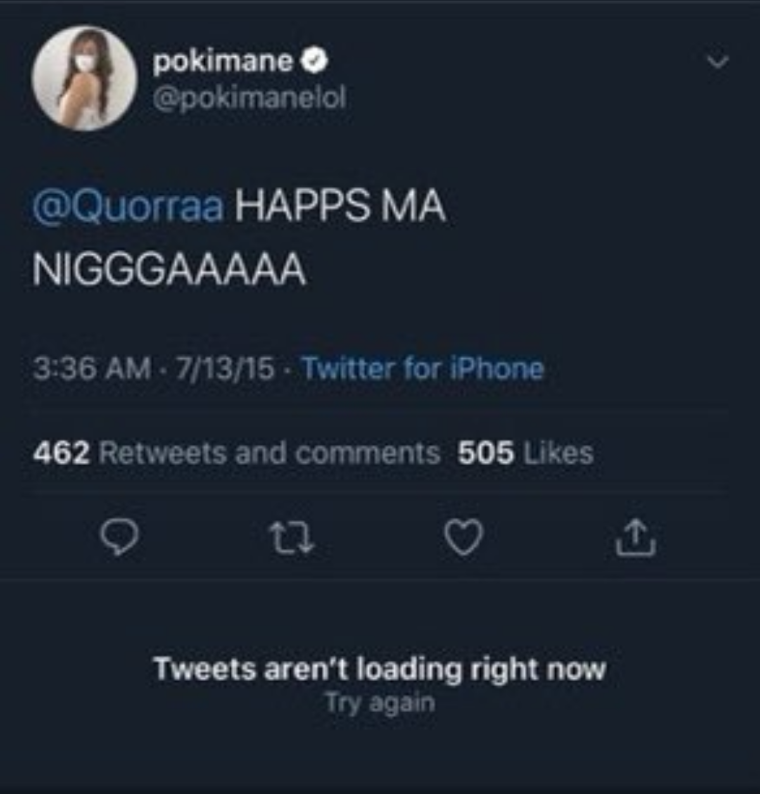 pokimane
@pokimanelol
@Quorraa HAPPS MA
NIGGGAAAAA
3:36 AM · 7/13/15 · Twitter for iPhone
462 Retweets and comments 505 Likes
Tweets aren't loading right now
Try again